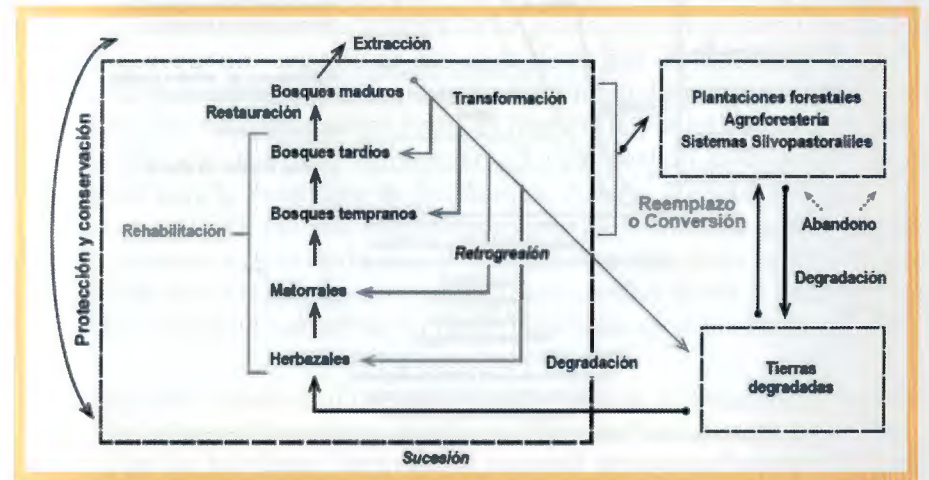 Extracción
Bosques maduros
Restauración
Transformación
Bosques tardíos
Bosques tempranos
Rehabilitación
Retrogresión
Matorrales
Herbazales
Degradación
Sucesión
Protección y conservación
Plantaciones forestales
Agroforestería
Sistemas Silvopastoraliles
Reemplazo
o Conversión
Abandono
Degradación
Tierras
degradadas